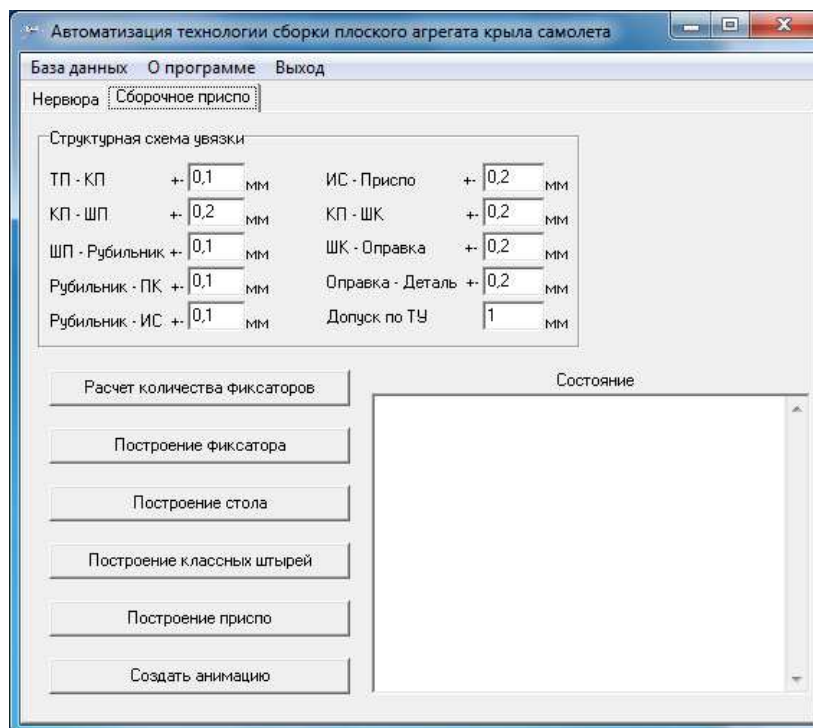 Автоматизация технологии сборки плоского агрегата крыла самолета
База данных О программе Выход
Нервюра Сборочное приспо
Структурная схема увязки
ТП - КП +- 0,1 мм ИС - Приспо +- 0,2 мм
КП - ШП +- 0,2 мм КП - ШК +- 0,2 мм
ШП - Рубильник +- 0,1 мм ШК - Оправка +- 0,2 мм
Рубильник - ПК +- 0,1 мм Оправка - Деталь +- 0,2 мм
Рубильник - ИС +- 0,1 мм Допуск по ТУ 1 мм
Расчет количества фиксаторов
Состояние
Построение фиксатора
Построение стола
Построение классных штырей
Построение приспо
Создать анимацию